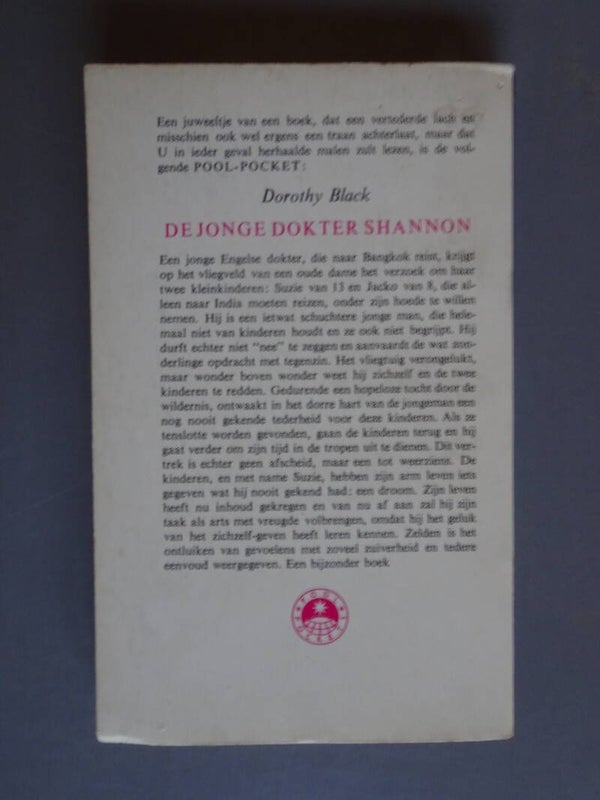 Een juweeltje van een boek, dat een vertederde lach en
misschien ook wel ergens een traan achterlaat, maar dat
U in ieder geval herhaalde malen zult lezen, is de vol-
gende POOL-POCKET:
Dorothy Black
DE JONGE DOKTER SHANNON
Een jonge Engelse dokter, die naar Bangkok reist, krijgt
op het vliegveld van een oude dame het verzoek om haar
twee kleinkinderen: Suzie van 13 en Jacko van 8, die al-
leen naar India moeten reizen, onder zijn hoede te willen
nemen. Hij is een ietwat schuchtere jonge man, die hele-
maal niet van kinderen houdt en ze ook niet begrijpt. Hij
durft echter niet "nee" te zeggen en aanvaardt de wat zon-
derlinge opdracht met tegenzin. Het vliegtuig verongelukt,
maar wonder boven wonder weet hij zichzelf en de twee
kinderen te redden. Gedurende een hopeloze tocht door de
wildernis, ontwaakt in het dorre hart van de jongeman een
nog nooit gekende tederheid voor deze kinderen. Als ze
tenslotte worden gevonden, gaan de kinderen terug en hij
gaat verder om zijn tijd in de tropen uit te dienen. Dit ver-
trek is echter geen afscheid, maar een tot weerziens. De
kinderen, en met name Suzie, hebben zijn arm leven iets
gegeven wat hij nooit gekend had: een droom. Zijn leven
heeft nu inhoud gekregen en van nu af aan zal hij zijn
taak als arts met vreugde volbrengen, omdat hij het geluk
van het zichzelf-geven heeft leren kennen. Zelden is het
ontluiken van gevoelens met zoveel zuiverheid en tedere
eenvoud weergegeven. Een bijzonder boek
POOL
POCKET